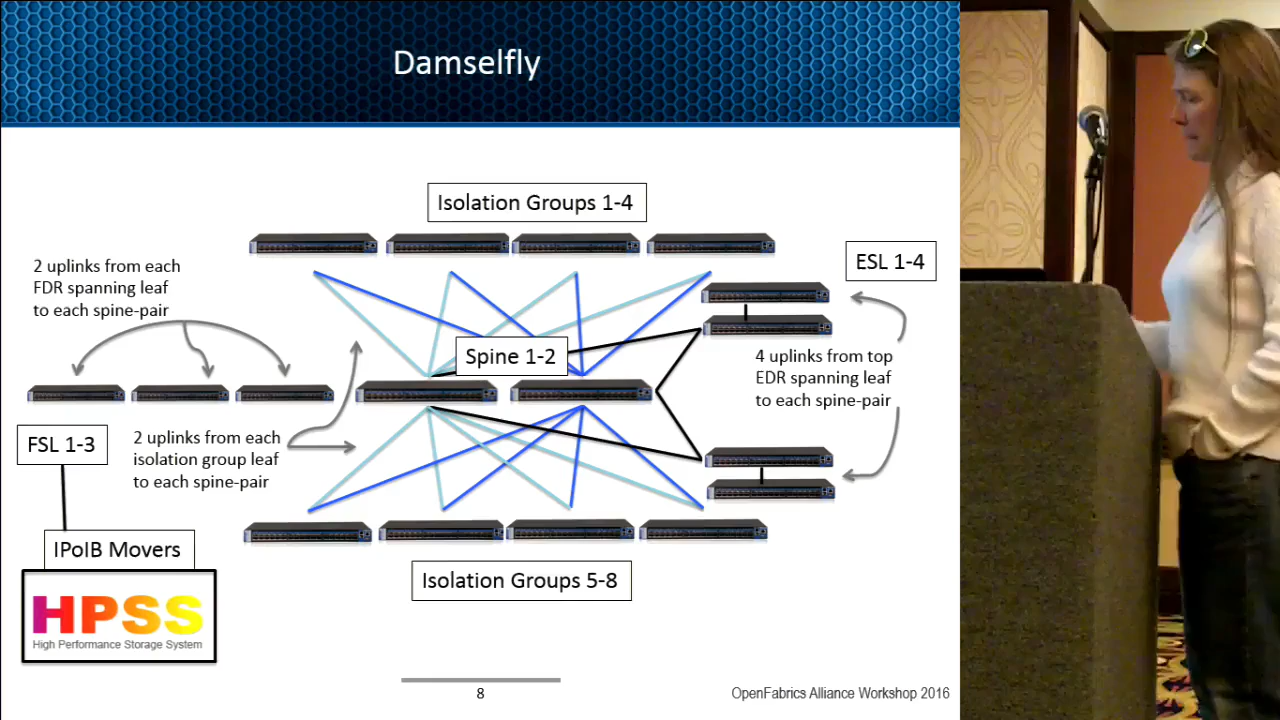 Damselfly
Isolation Groups 1-4
2 uplinks from each
FDR spanning leaf
to each spine-pair
ESL 1-4
Spine 1-2
4 uplinks from top
EDR spanning leaf
to each spine-pair
FSL 1-3
2 uplinks from each
isolation group leaf
to each spine-pair
IPoIB Movers
HPSS
High Performance Storage System
Isolation Groups 5-8
8
OpenFabrics Alliance Workshop 2016